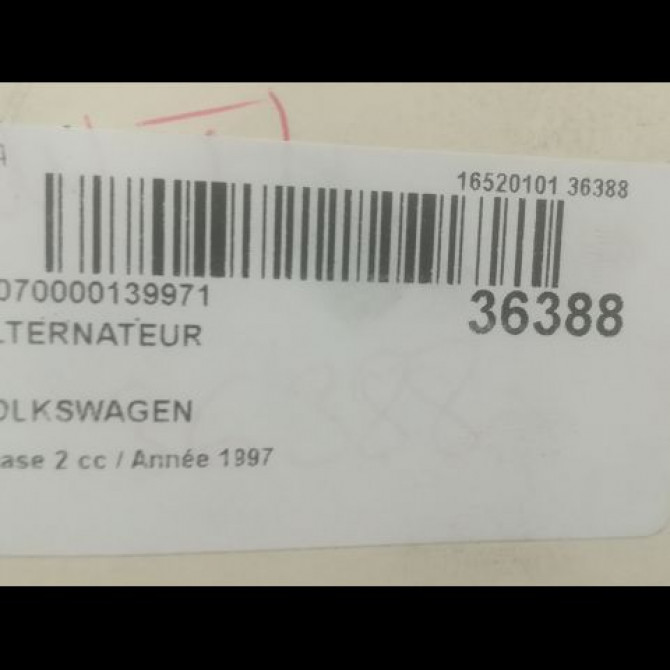 A
16520101 36388
070000139971
36388
LTERNATEUR
OLKSWAGEN
ase 2 cc / Année 1997